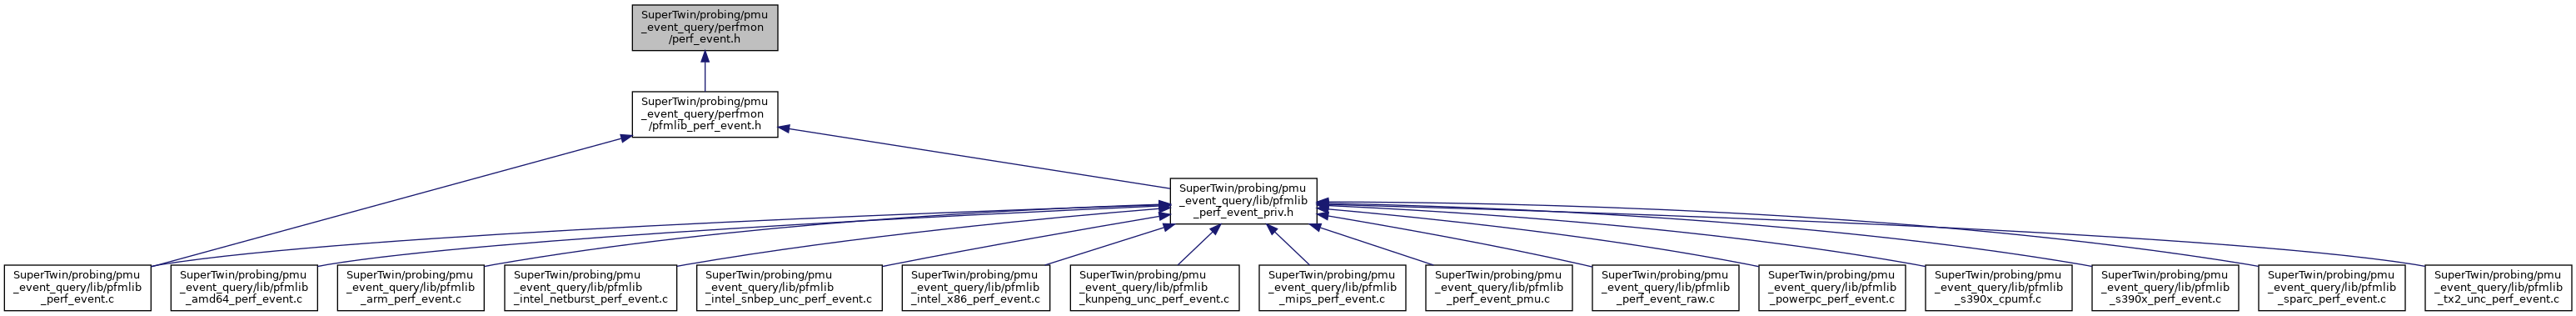 SuperTwin/probing/pmu
_event_query/perfmon
/perf_event.h
SuperTwin/probing/pmu
_event_query/perfmon
/pfmlib_perf_event.h
SuperTwin/probing/pmu
_event_query/lib/pfmlib
_perf_event_priv.h
SuperTwin/probing/pmu
_event_query/lib/pfmlib
_perf_event.c
SuperTwin/probing/pmu
_event_query/lib/pfmlib
_amd64_perf_event.c
SuperTwin/probing/pmu
_event_query/lib/pfmlib
_arm_perf_event.c
SuperTwin/probing/pmu
_event_query/lib/pfmlib
_intel_netburst_perf_event.c
SuperTwin/probing/pmu
_event_query/lib/pfmlib
_intel_snbep_unc_perf_event.c
SuperTwin/probing/pmu
_event_query/lib/pfmlib
_intel_x86_perf_event.c
SuperTwin/probing/pmu
_event_query/lib/pfmlib
_kunpeng_unc_perf_event.c
SuperTwin/probing/pmu
_event_query/lib/pfmlib
_mips_perf_event.c
SuperTwin/probing/pmu
_event_query/lib/pfmlib
_perf_event_pmu.c
SuperTwin/probing/pmu
_event_query/lib/pfmlib
_perf_event_raw.c
SuperTwin/probing/pmu
_event_query/lib/pfmlib
_powerpc_perf_event.c
SuperTwin/probing/pmu
_event_query/lib/pfmlib
_s390x_cpumf.c
SuperTwin/probing/pmu
_event_query/lib/pfmlib
_s390x_perf_event.c
SuperTwin/probing/pmu
_event_query/lib/pfmlib
_sparc_perf_event.c
SuperTwin/probing/pmu
_event_query/lib/pfmlib
_tx2_unc_perf_event.c